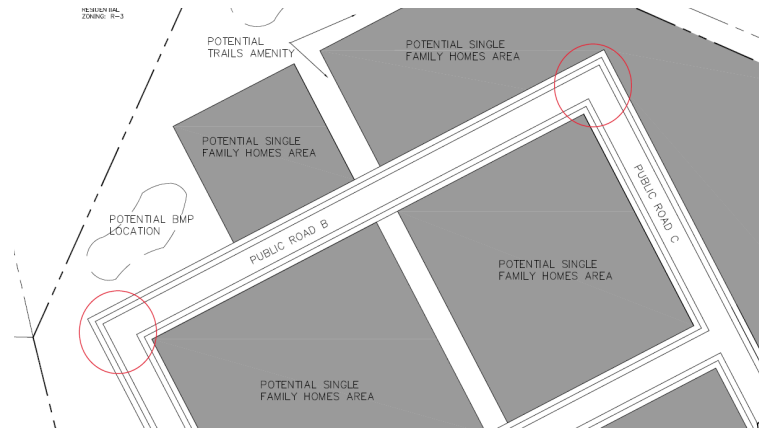 RESIDENTIAL
ZONING: R-3
POTENTIAL
TRAILS AMENITY
POTENTIAL SINGLE
FAMILY HOMES AREA
POTENTIAL SINGLE
FAMILY HOMES AREA
POTENTIAL BMP
LOCATION
PUBLIC ROAD B
PUBLIC ROAD C
POTENTIAL SINGLE
FAMILY HOMES AREA
POTENTIAL SINGLE
FAMILY HOMES AREA